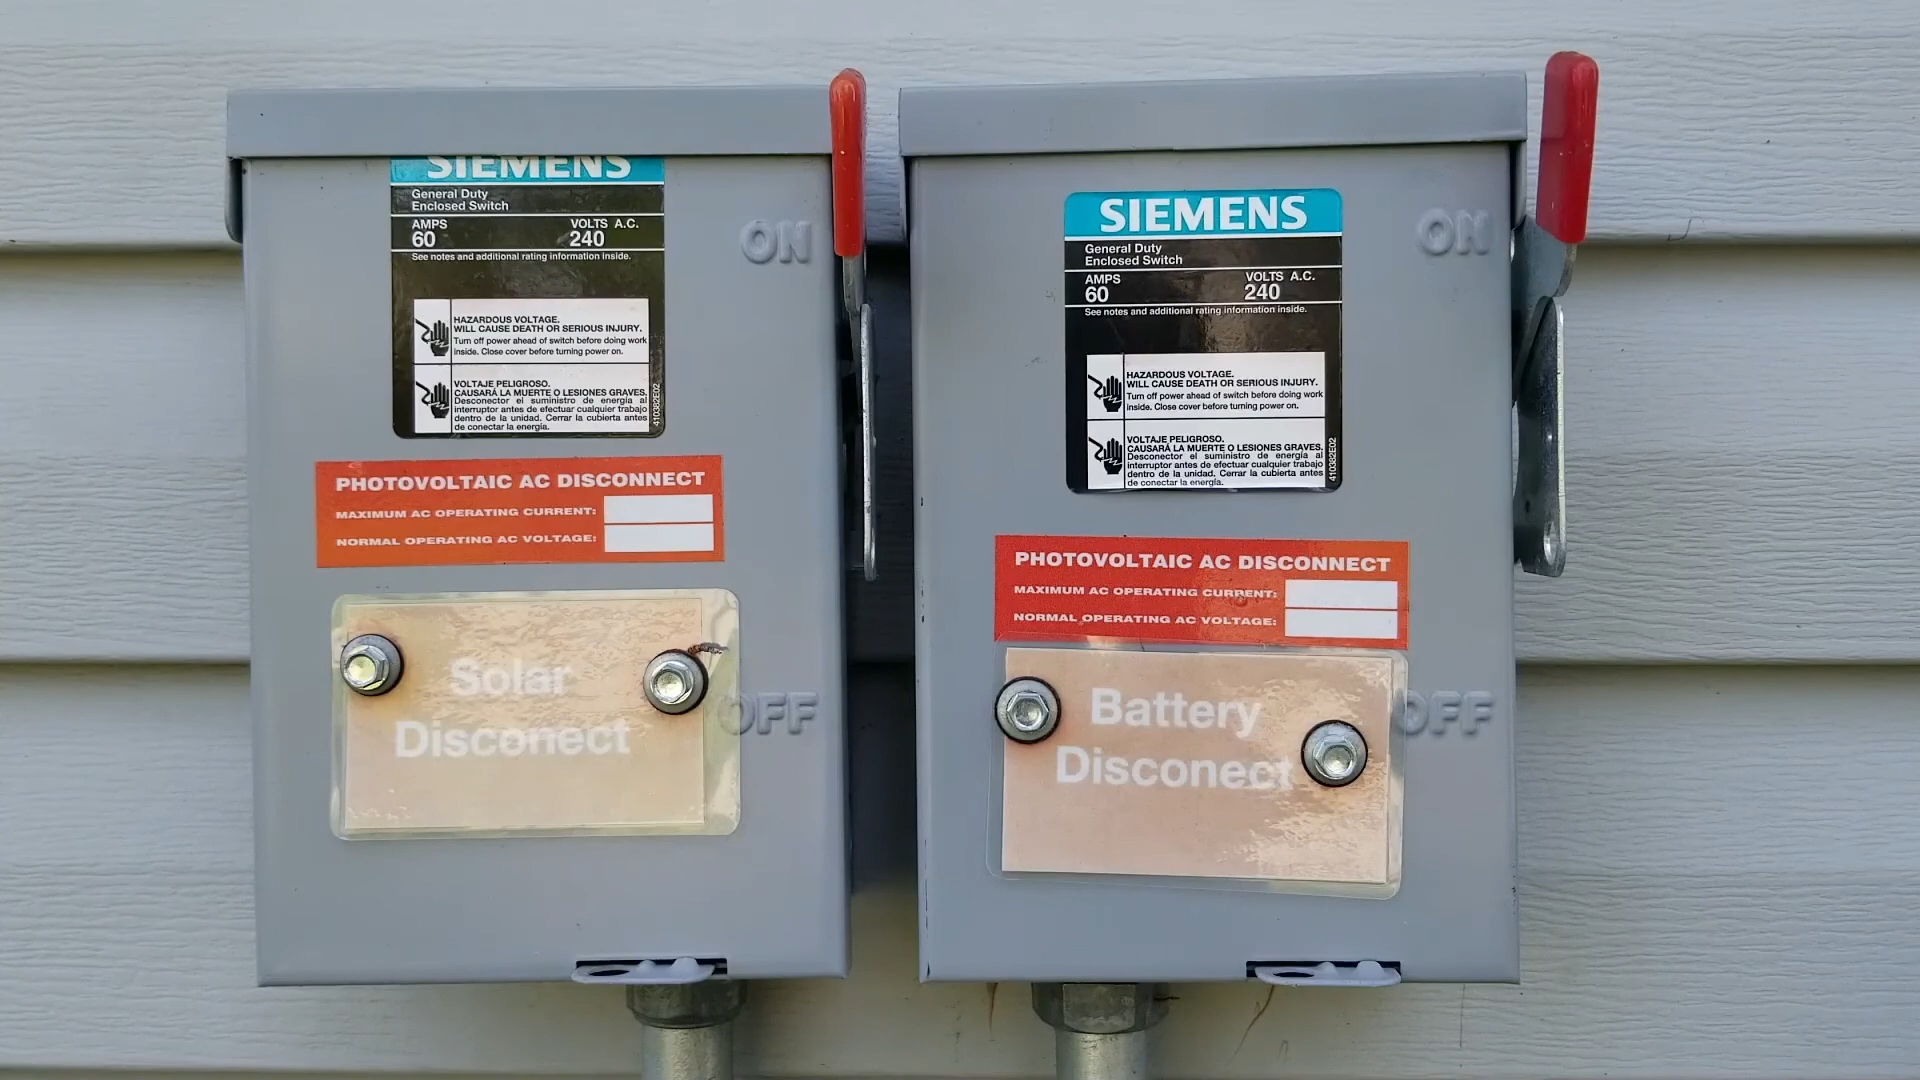 SIEMENS
General Duty
Enclosed Switch
AMPS VOLTS A.C.
60 240
See notes and additional rating information inside.
HAZARDOUS VOLTAGE.
WILL CAUSE DEATH OR SERIOUS INJURY.
Turn off power ahead of switch before doing work
inside. Close cover before turning power on.
VOLTAJE PELIGROSO.
CAUSARÁ LA MUERTE O LESIONES GRAVES.
Desconector el suministro de energía al
interruptor antes de efectuar cualquier trabajo
dentro de la unidad. Cerrar la cubierta antes
de conectar la energía.
410382E02
ON
PHOTOVOLTAIC AC DISCONNECT
MAXIMUM AC OPERATING CURRENT:
NORMAL OPERATING AC VOLTAGE:
Solar
Disconect
OFF
SIEMENS
General Duty
Enclosed Switch
AMPS VOLTS A.C.
60 240
See notes and additional rating information inside.
HAZARDOUS VOLTAGE.
WILL CAUSE DEATH OR SERIOUS INJURY.
Turn off power ahead of switch before doing work
inside. Close cover before turning power on.
VOLTAJE PELIGROSO.
CAUSARÁ LA MUERTE O LESIONES GRAVES.
Desconector el suministro de energía al
interruptor antes de efectuar cualquier trabajo
dentro de la unidad. Cerrar la cubierta antes
de conectar la energía.
410382E02
ON
PHOTOVOLTAIC AC DISCONNECT
MAXIMUM AC OPERATING CURRENT:
NORMAL OPERATING AC VOLTAGE:
Battery
Disconect
OFF